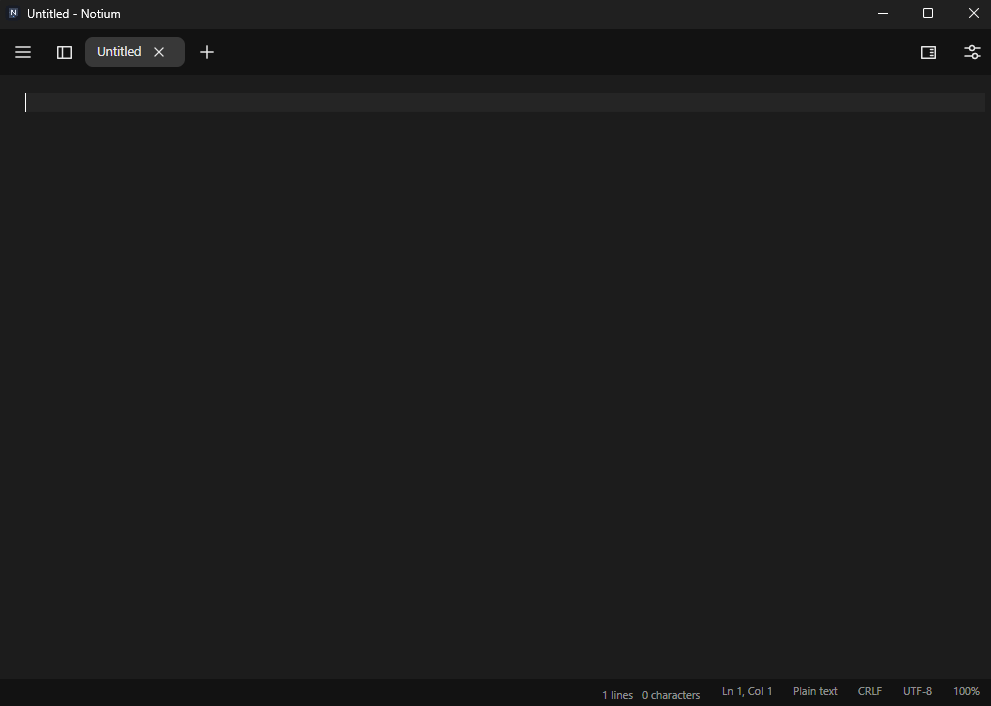 N Untitled - Notium
Untitled
1 lines 0 characters Ln 1, Col 1 Plain text CRLF UTF-8 100%